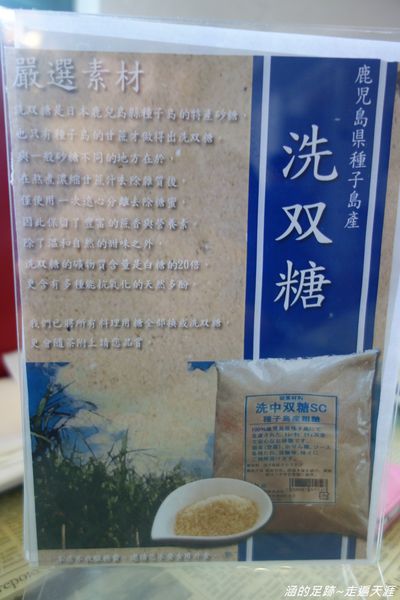 嚴選素材
洗双糖是日本鹿兒島縣種子島的特產砂糖，
也只有種子島的甘蔗才做得出洗双糖，
與一般砂糖不同的地方在於，
在熬煮濃縮甘蔗汁去除雜質後
僅使用一次遠心分離去除糖蜜，
因此保留了豐富的蔗香與營養素，
除了溫和自然的甜味之外，
洗双糖的礦物質含量是白糖的20倍，
更含有多種能抗氧化的天然多酚，
我們已將所有料理用糖全部換成洗双糖，
更會隨茶附上請您品嘗，
鹿児島県種子島産
洗双糖
洗中双糖SC
種子島産粗糖
涵的足跡~走遍天涯